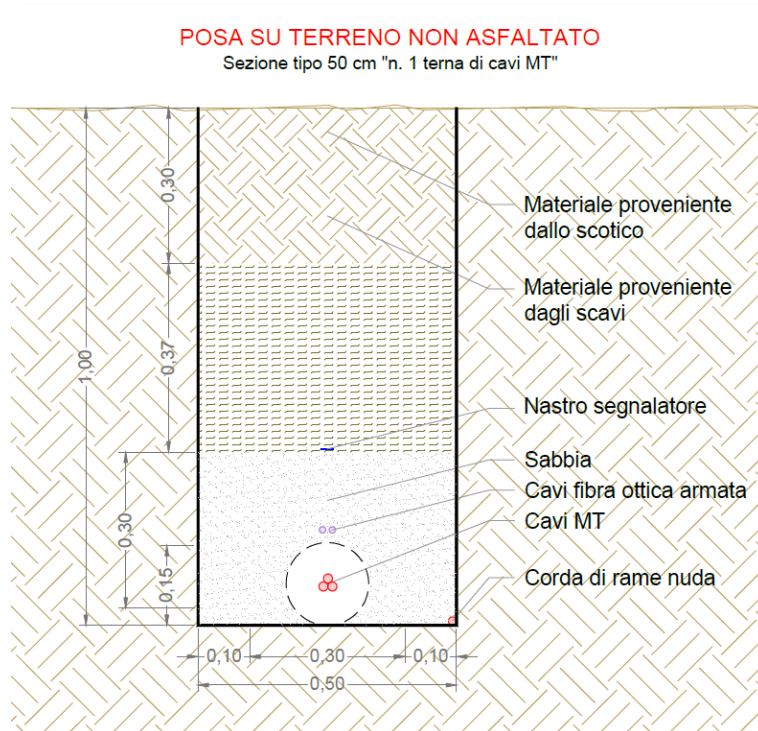 POSA SU TERRENO NON ASFALTATO
Sezione tipo 50 cm "n. 1 terna di cavi MT"
0,30
Materiale proveniente
dallo scotico
Materiale proveniente
dagli scavi
0,37
1,00
Nastro segnalatore
Sabbia
Cavi fibra ottica armata
Cavi MT
0,30
0,15
Corda di rame nuda
0,10
0,30
0,10
0,50